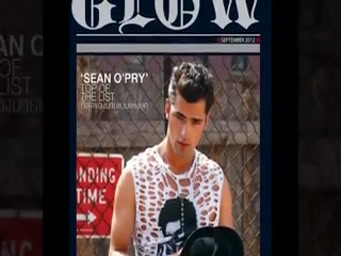 GLOW
SEPTEMBER 2012
'SEAN O'PRY'
TOP OF
THE LIST
NDING
TIME